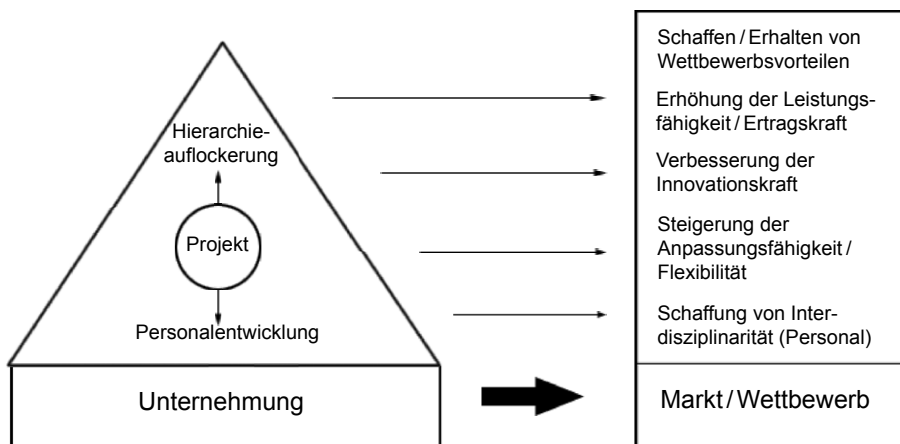 Hierarchie-
auflockerung
Projekt
Personalentwicklung
Unternehmung
Schaffen / Erhalten von
Wettbewerbsvorteilen
Erhöhung der Leistungs-
fähigkeit / Ertragskraft
Verbesserung der
Innovationskraft
Steigerung der
Anpassungsfähigkeit /
Flexibilität
Schaffung von Inter-
disziplinarität (Personal)
Markt / Wettbewerb